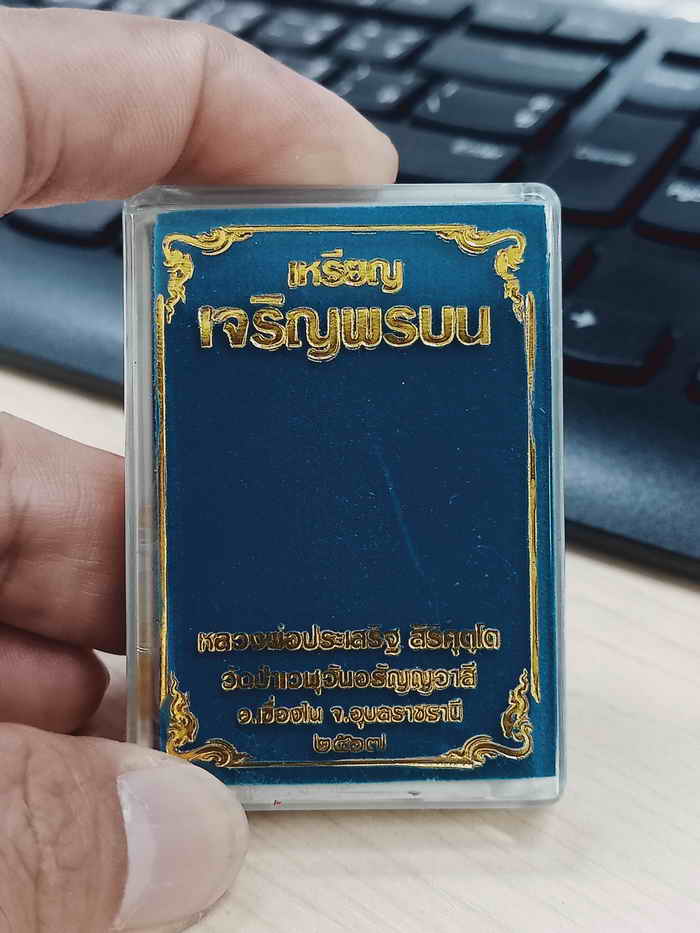 เหรียญ
เจริญพรบน
หลวงพ่อประเสริฐ สิริคุตฺโต
วัดป่าเวฬุวันอรัญญวาสี
อ.เขื่องใน จ.อุบลราชธานี
๒๕๖๗